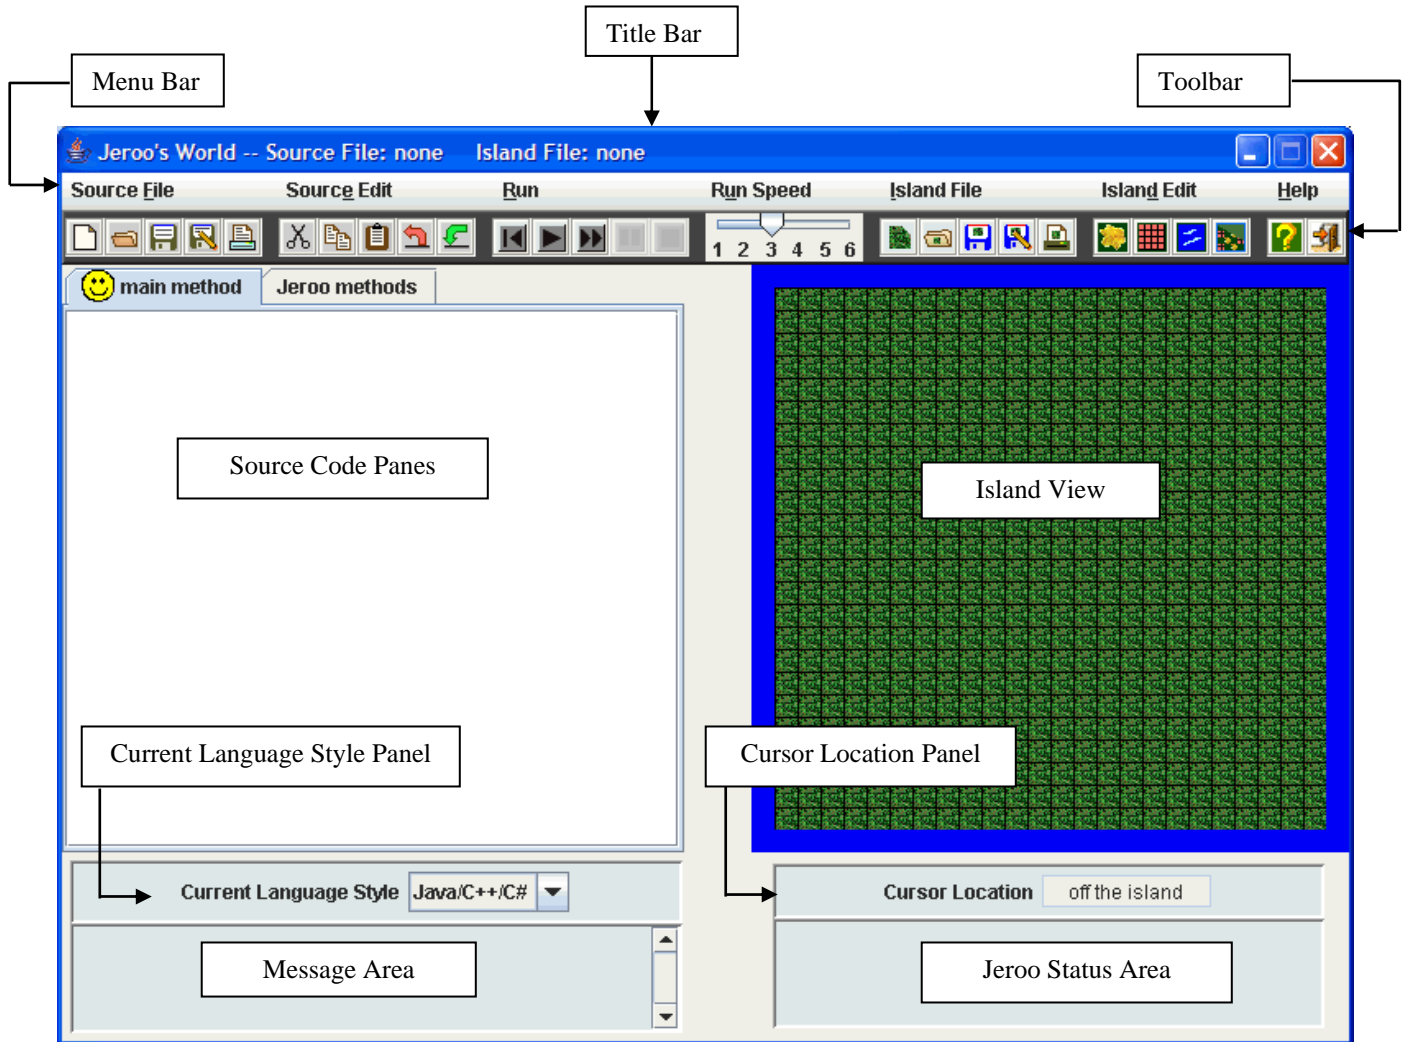 Title Bar
Menu Bar
Toolbar
Jeroo's World -- Source File: none Island File: none
Source File Source Edit Run Run Speed Island File Island Edit Help
1 2 3 4 5 6
main method Jeroo methods
Source Code Panes
Island View
Current Language Style Panel
Cursor Location Panel
Current Language Style Java/C++/C#
Cursor Location off the island
Message Area
Jeroo Status Area